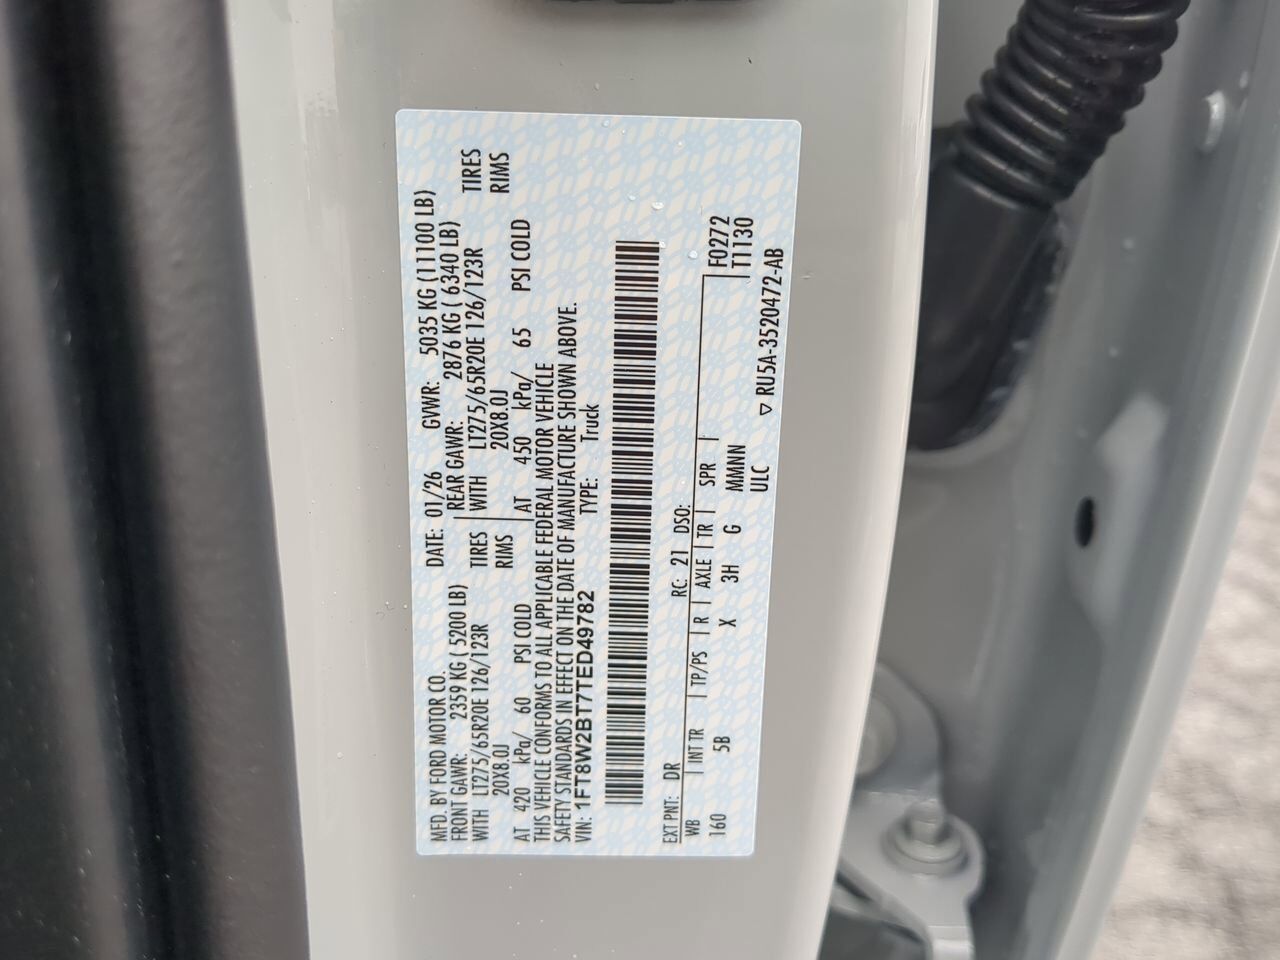 MFD. BY FORD MOTOR CO.
DATE: 01/26 GVWR: 5035 KG (11100 LB)
FRONT GAWR: 2359 KG ( 5200 LB) REAR GAWR: 2876 KG ( 6340 LB)
WITH LT275/65R20E 126/123R TIRES WITH LT275/65R20E 126/123R TIRES
20X8.0J RIMS 20X8.0J RIMS
AT 420 kPa/ 60 PSI COLD AT 450 kPa/ 65 PSI COLD
THIS VEHICLE CONFORMS TO ALL APPLICABLE FEDERAL MOTOR VEHICLE
SAFETY STANDARDS IN EFFECT ON THE DATE OF MANUFACTURE SHOWN ABOVE.
VIN: 1FT8W2BT7TED49782 TYPE: Truck
EXT PNT: DR RC: 21 DSO:
WB INT TR TP/PS R AXLE TR SPR F0272
160 5B X 3H G MMNN T1130
ULC
▽ RU5A-3520472-AB